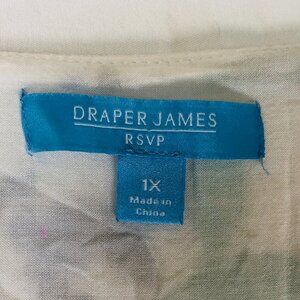 DRAPER JAMES
RSVP
1X
Made in
China